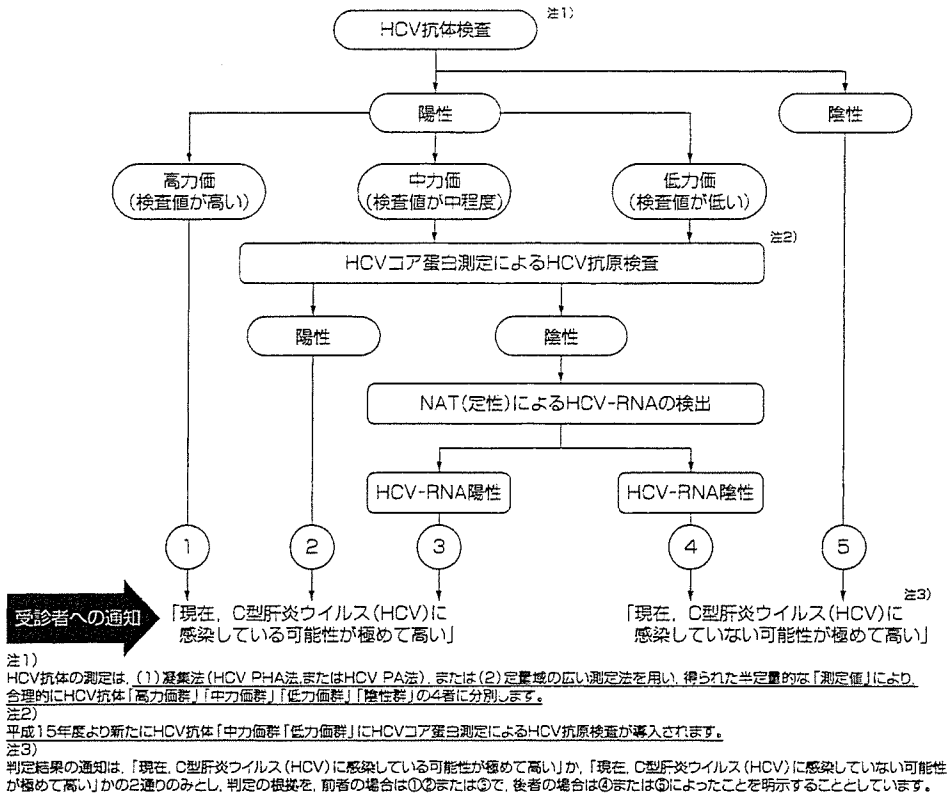 HCV抗体検査
注1)
陽性
陰性
高力価
(検査値が高い)
中力価
(検査値が中程度)
低力価
(検査値が低い)
注2)
HCVコア蛋白測定によるHCV抗原検査
陽性
陰性
NAT(定性)によるHCV-RNAの検出
HCV-RNA陽性
HCV-RNA陰性
1
2
3
4
5
受診者への通知
「現在, C型肝炎ウイルス(HCV)に
感染している可能性が極めて高い」
「現在, C型肝炎ウイルス(HCV)に
感染していない可能性が極めて高い」
注3)
注1)
HCV抗体の測定は, (1)凝集法(HCV PHA法,またはHCV PA法), または(2)定量域の広い測定法を用い, 得られた半定量的な「測定値」により,
合理的にHCV抗体「高力価群」「中力価群」「低力価群」「陰性群」の4者に分別します。
注2)
平成15年度より新たにHCV抗体「中力価群「低力価群」にHCVコア蛋白測定によるHCV抗原検査が導入されます。
注3)
判定結果の通知は, 「現在, C型肝炎ウイルス(HCV)に感染している可能性が極めて高い」か, 「現在, C型肝炎ウイルス(HCV)に感染していない可能性
が極めて高い」かの2通りのみとし, 判定の根拠を, 前者の場合は①②または③で, 後者の場合は④または⑤によったことを明示することとしています。